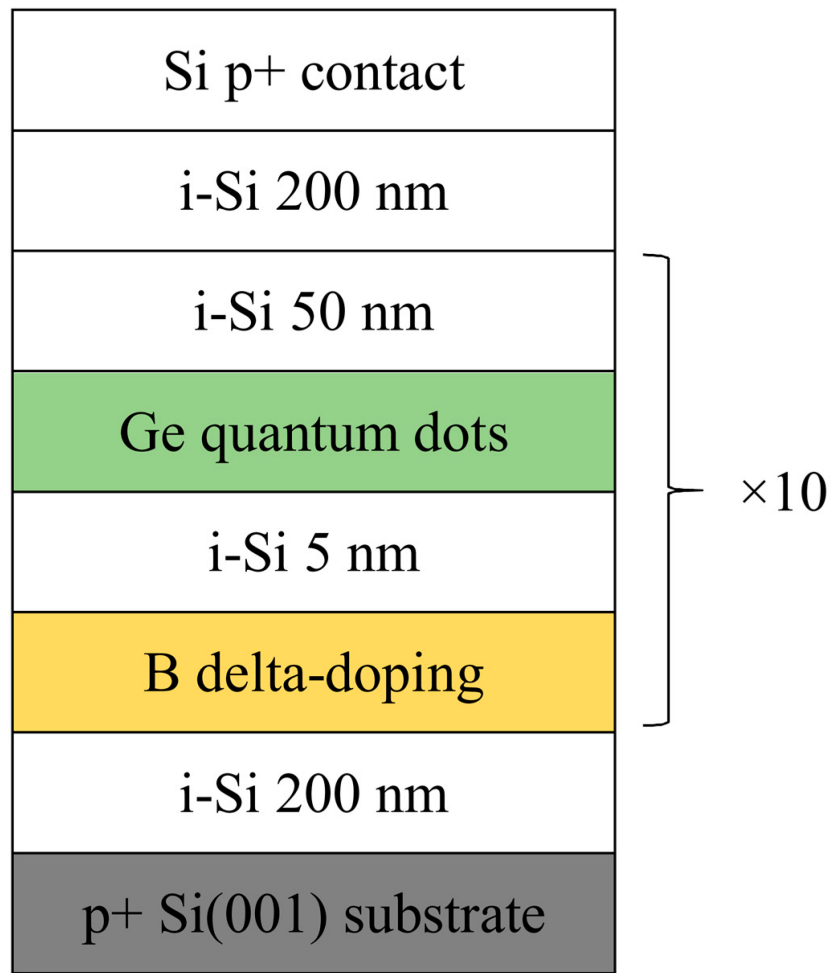 Si p+ contact
i-Si 200 nm
i-Si 50 nm
Ge quantum dots
×10
i-Si 5 nm
B delta-doping
i-Si 200 nm
p+ Si(001) substrate